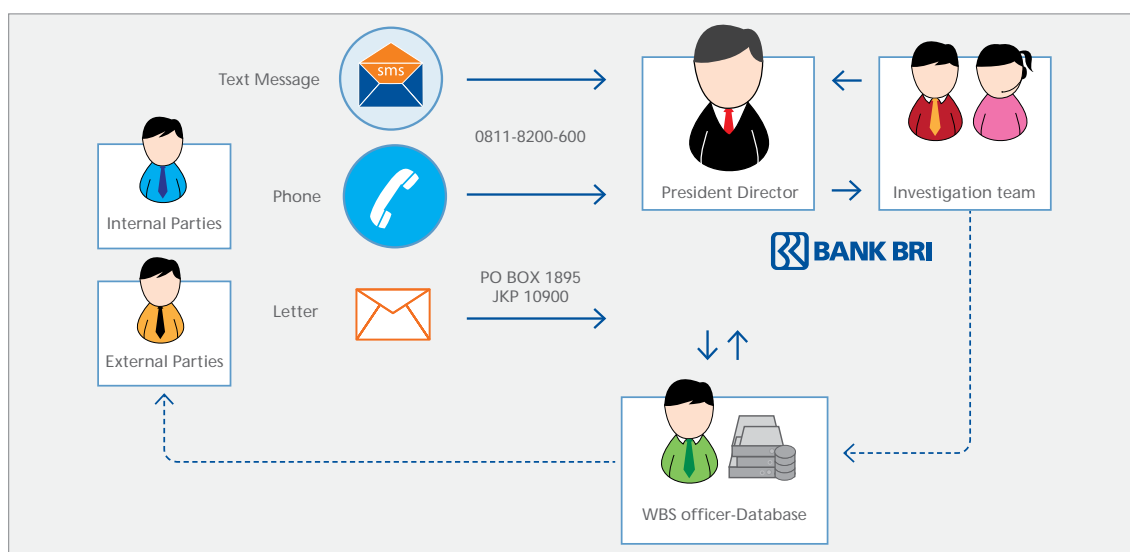 Text Message
sms
0811-8200-600
Phone
Internal Parties
External Parties
Letter
PO BOX 1895
JKP 10900
President Director
Investigation team
BANK BRI
WBS officer-Database